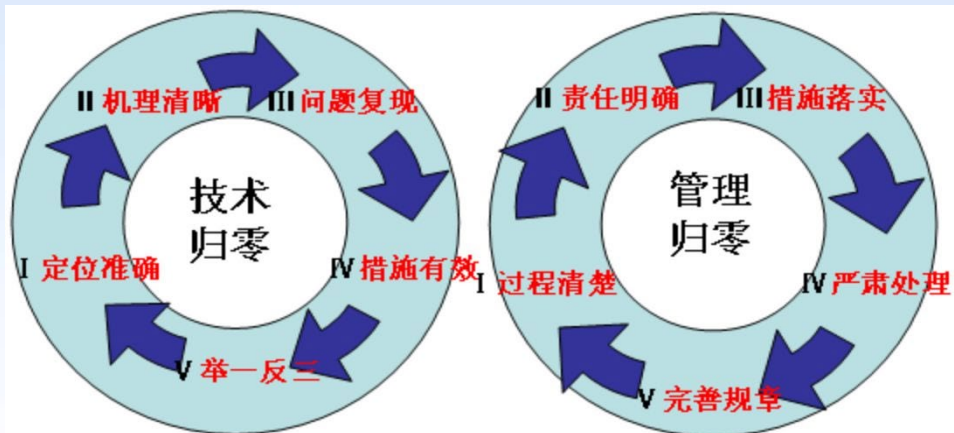 技术
归零
I 定位准确
II 机理清晰
III 问题复现
IV 措施有效
V 举一反三
管理
归零
I 过程清楚
II 责任明确
III 措施落实
IV 严肃处理
V 完善规章